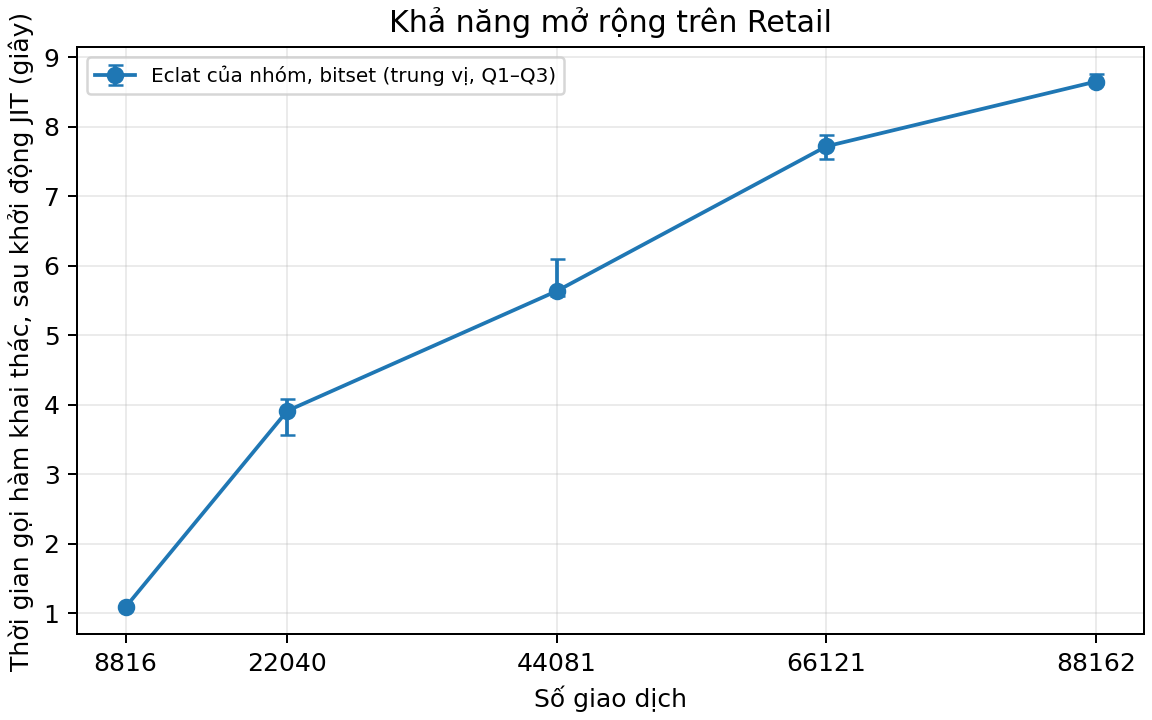 Khả năng mở rộng trên Retail
Eclat của nhóm, bitset (trung vị, Q1–Q3)
Thời gian gọi hàm khai thác, sau khởi động JIT (giây)
9
8
7
6
5
4
3
2
1
8816 22040 44081 66121 88162
Số giao dịch